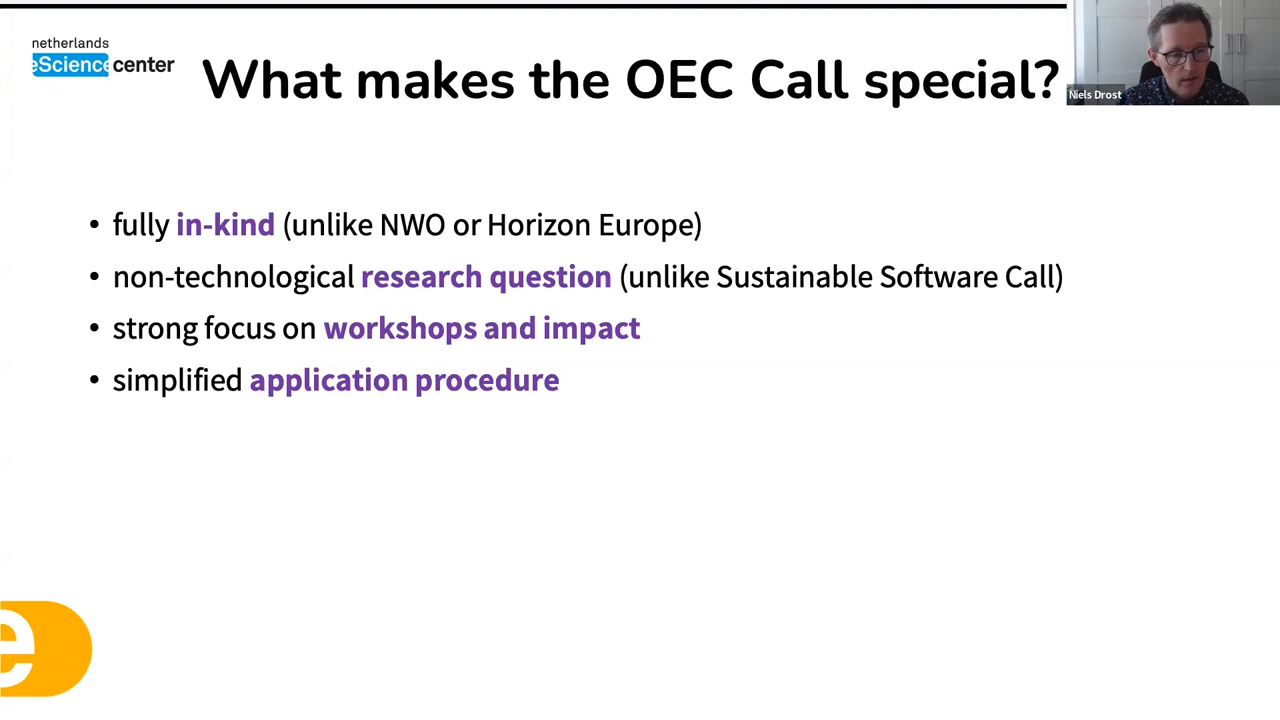 netherlands
eScience center
What makes the OEC Call special?
Niels Drost
• fully in-kind (unlike NWO or Horizon Europe)
• non-technological research question (unlike Sustainable Software Call)
• strong focus on workshops and impact
• simplified application procedure
e